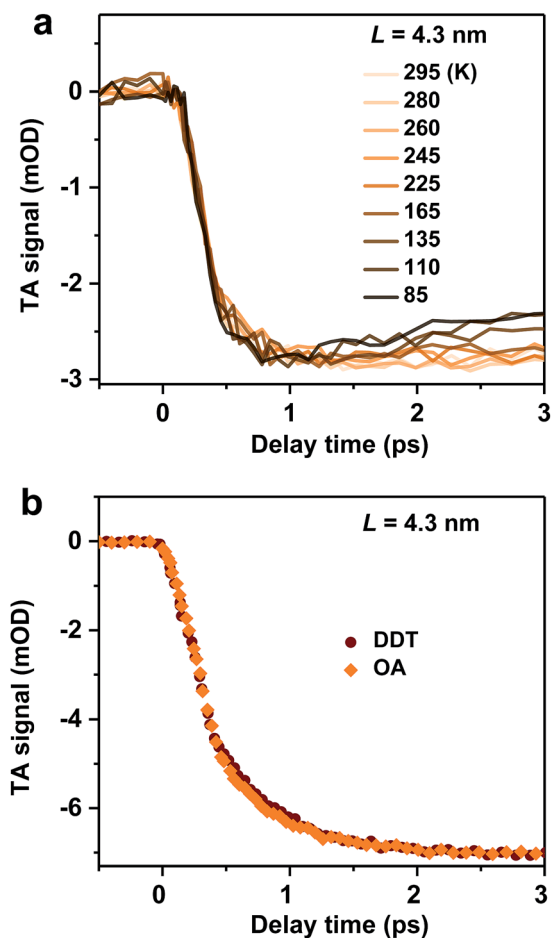 a
L = 4.3 nm
295 (K)
280
260
245
225
165
135
110
85
0
-1
-2
-3
TA signal (mOD)
0 1 2 3
Delay time (ps)
b
L = 4.3 nm
DDT
OA
0
-2
-4
-6
TA signal (mOD)
0 1 2 3
Delay time (ps)